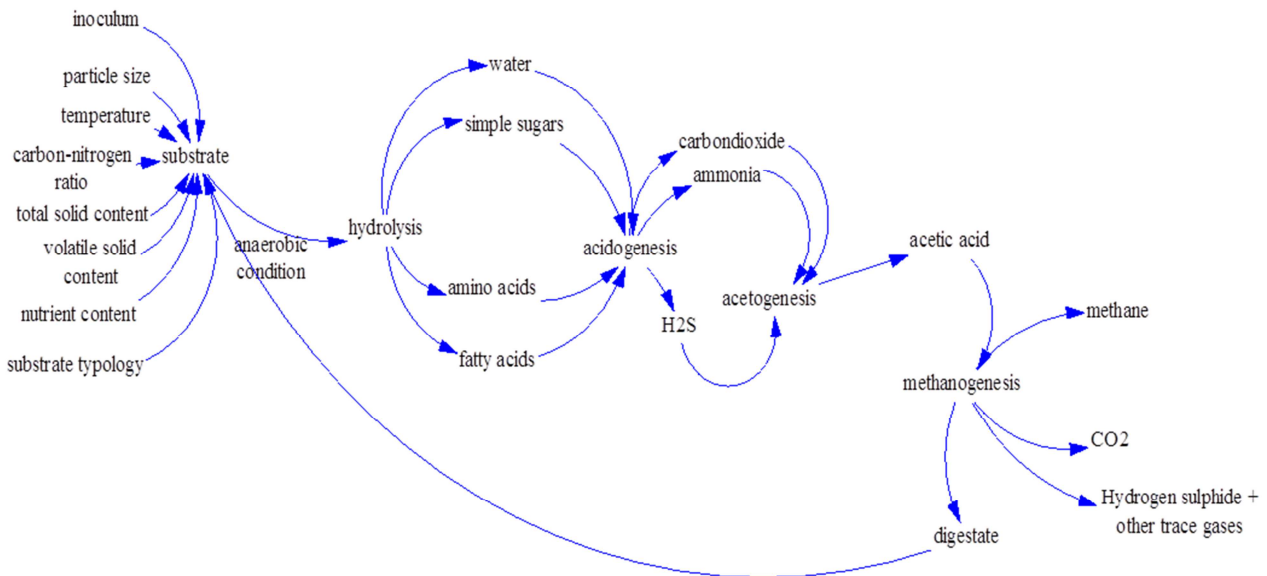 inoculum
particle size
temperature
carbon-nitrogen
ratio
total solid content
volatile solid
content
nutrient content
substrate typology
substrate
anaerobic
condition
hydrolysis
water
simple sugars
amino acids
fatty acids
acidogenesis
carbondioxide
ammonia
H2S
acetogenesis
acetic acid
methanogenesis
methane
CO2
Hydrogen sulphide +
other trace gases
digestate